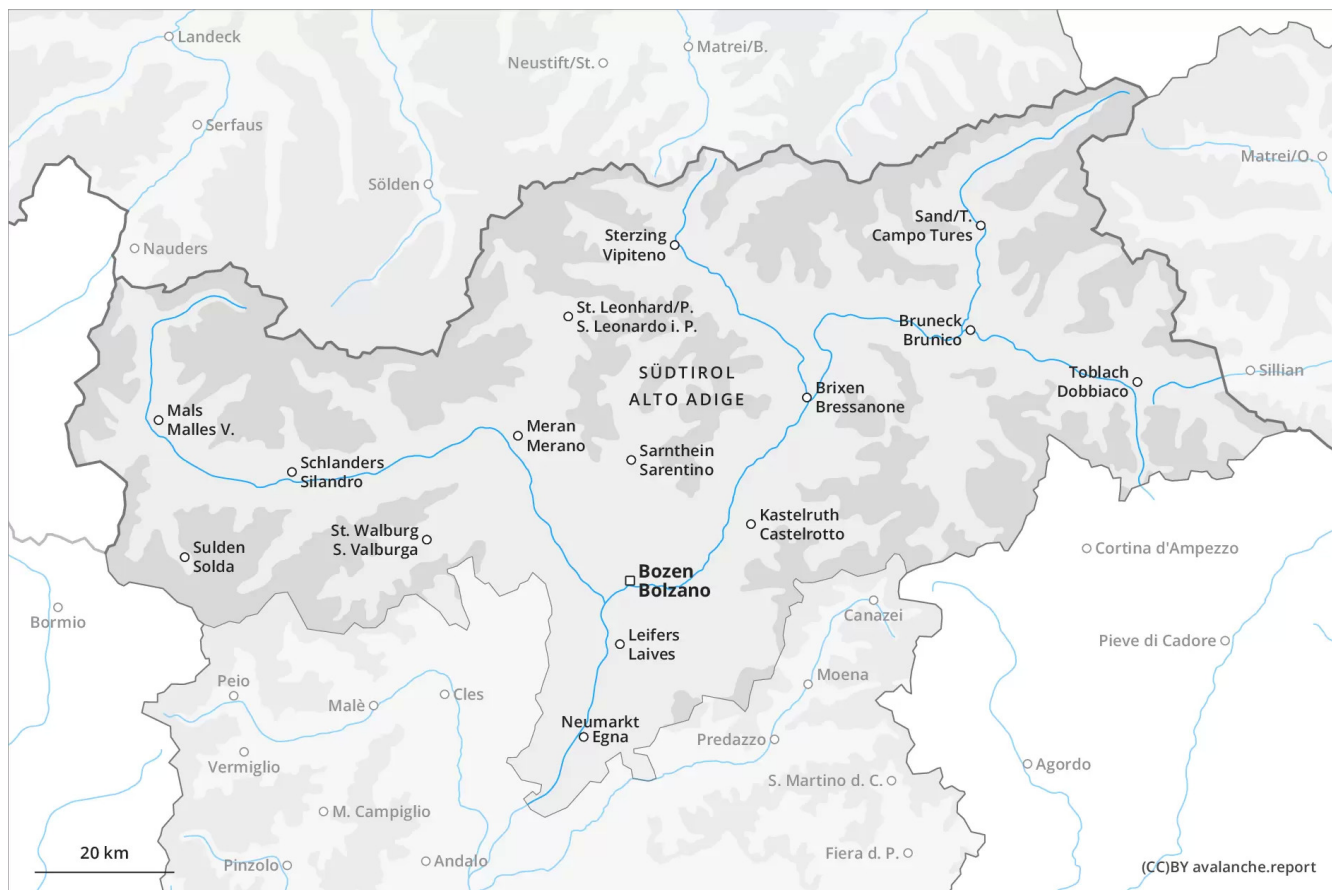 Landeck
Matrei/B.
Neustift/St.
Serfaus
Matrei/O.
Sölden
Sand/T.
Campo Tures
Nauders
Sterzing
Vipiteno
St. Leonhard/P.
S. Leonardo i. P.
Bruneck
Brunico
SÜDTIROL
ALTO ADIGE
Toblach
Dobbiaco
Sillian
Brixen
Bressanone
Mals
Malles V.
Meran
Merano
Schlanders
Silandro
Sarnthein
Sarentino
St. Walburg
S. Valburga
Kastelruth
Castelrotto
Sulden
Solda
Cortina d'Ampezzo
Bozen
Bolzano
Bormio
Canazei
Leifers
Laives
Pieve di Cadore
Peio
Moena
Malè
Cles
Neumarkt
Egna
Predazzo
Vermiglio
Agordo
S. Martino d. C.
M. Campiglio
20 km
Pinzolo
Andalo
Fiera d. P.
(CC)BY avalanche.report